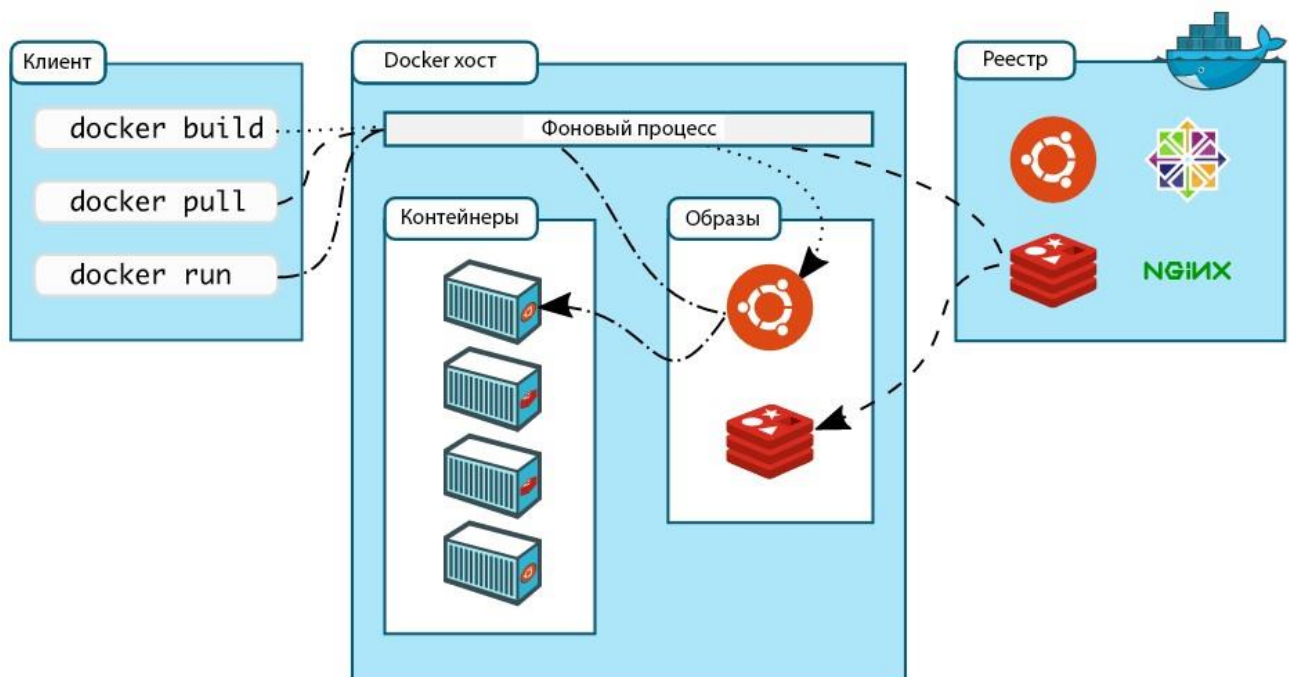 Клиент
docker build
docker pull
docker run
Docker хост
Фоновый процесс
Контейнеры
Образы
Реестр
NGiNX